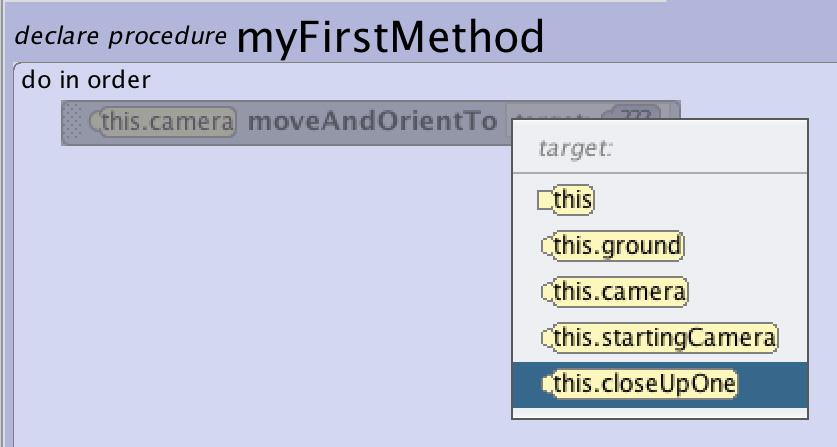 declare procedure myFirstMethod
do in order
this.camera moveAndOrientTo target: ???
target:
this
this.ground
this.camera
this.startingCamera
this.closeUpOne